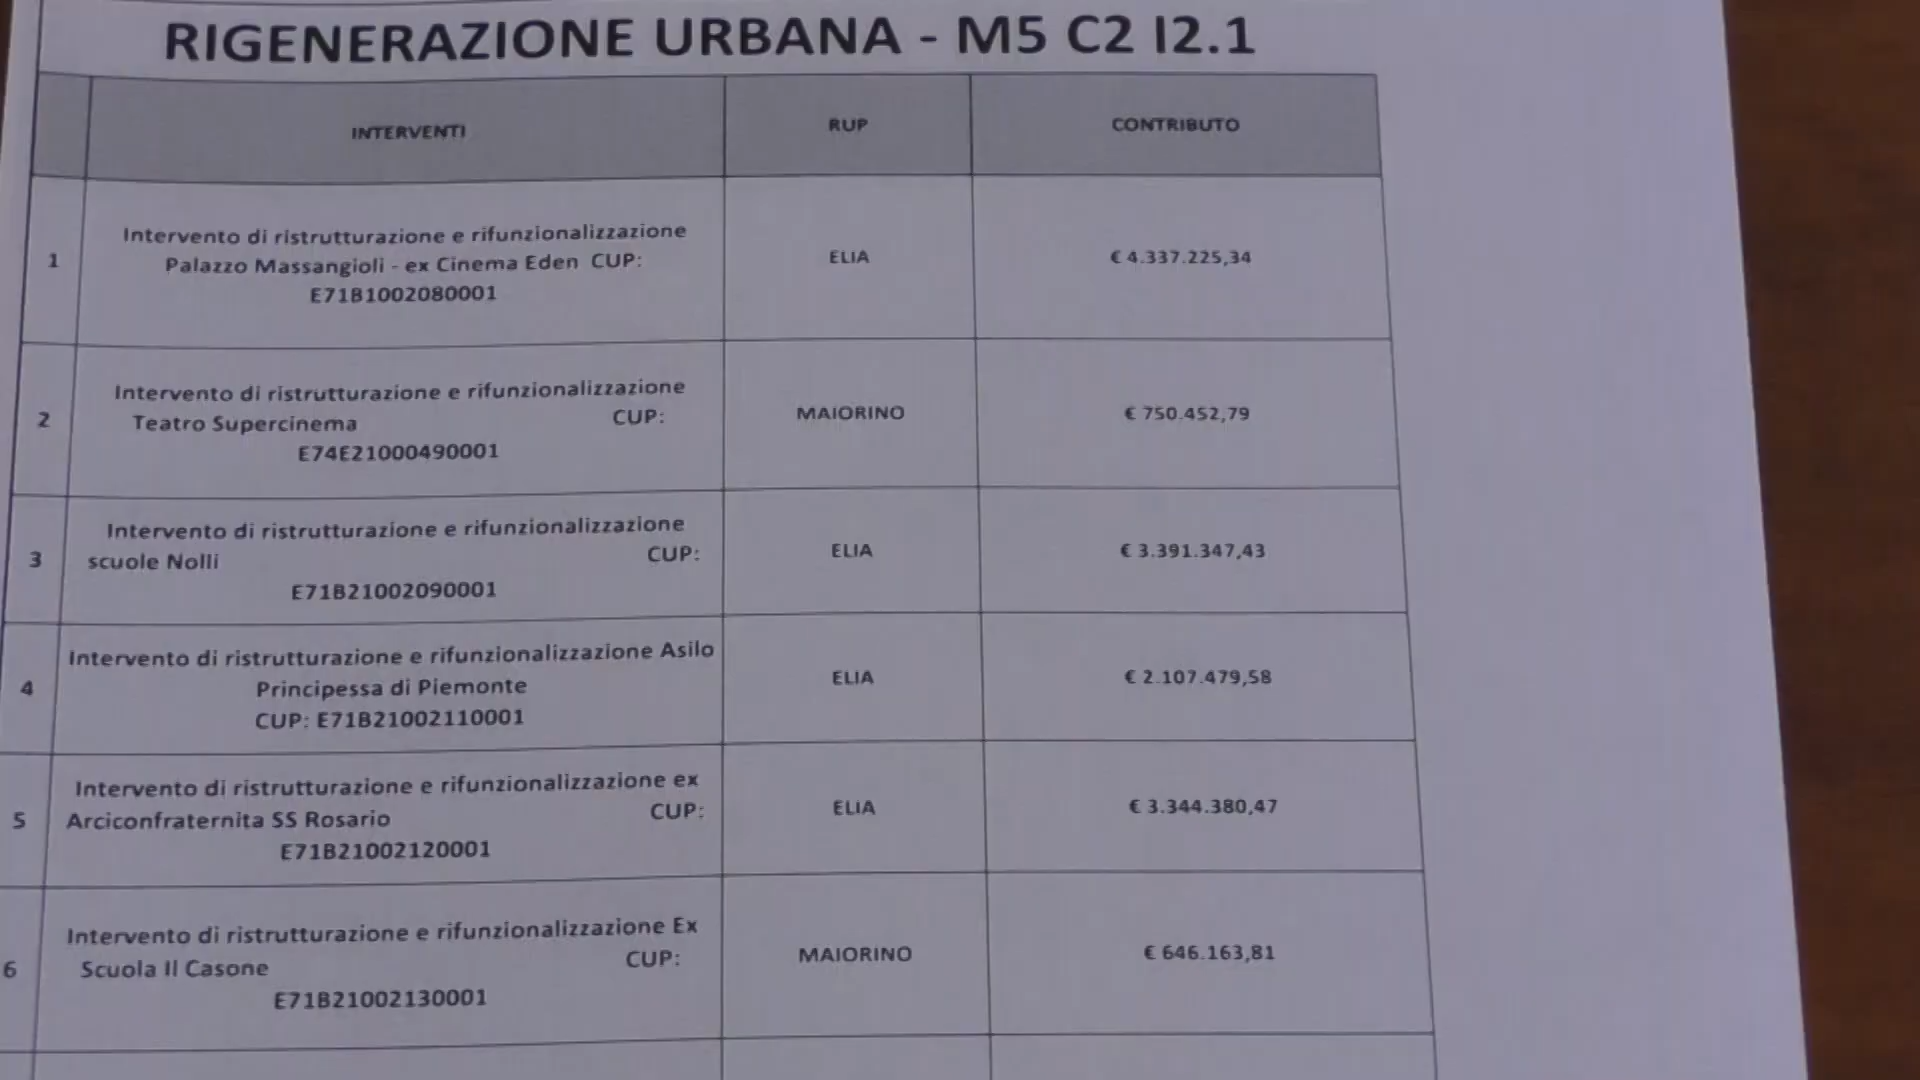 RIGENERAZIONE URBANA - M5 C2 I2.1
INTERVENTI RUP CONTRIBUTO
1
Intervento di ristrutturazione e rifunzionalizzazione
Palazzo Massangioli - ex Cinema Eden CUP:
E71B1002080001
ELIA
€ 4.337.225,34
2
Intervento di ristrutturazione e rifunzionalizzazione
Teatro Supercinema CUP:
E74E21000490001
MAIORINO
€ 750.452,79
3
Intervento di ristrutturazione e rifunzionalizzazione
scuole Nolli CUP:
E71B21002090001
ELIA
€ 3.391.347,43
4
Intervento di ristrutturazione e rifunzionalizzazione Asilo
Principessa di Piemonte
CUP: E71B21002110001
ELIA
€ 2.107.479,58
5
Intervento di ristrutturazione e rifunzionalizzazione ex
Arciconfraternita SS Rosario CUP:
E71B21002120001
ELIA
€ 3.344.380,47
6
Intervento di ristrutturazione e rifunzionalizzazione Ex
Scuola Il Casone CUP:
E71B21002130001
MAIORINO
€ 646.163,81